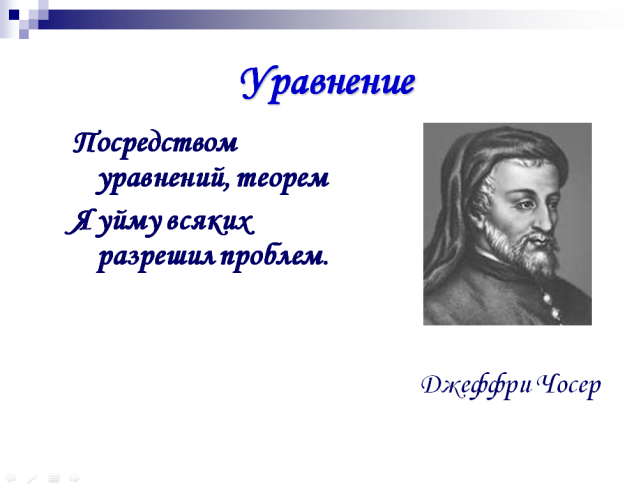 Уравнение
Посредством
уравнений, теорем
Я уйму всяких
разрешил проблем.
Джеффри Чосер